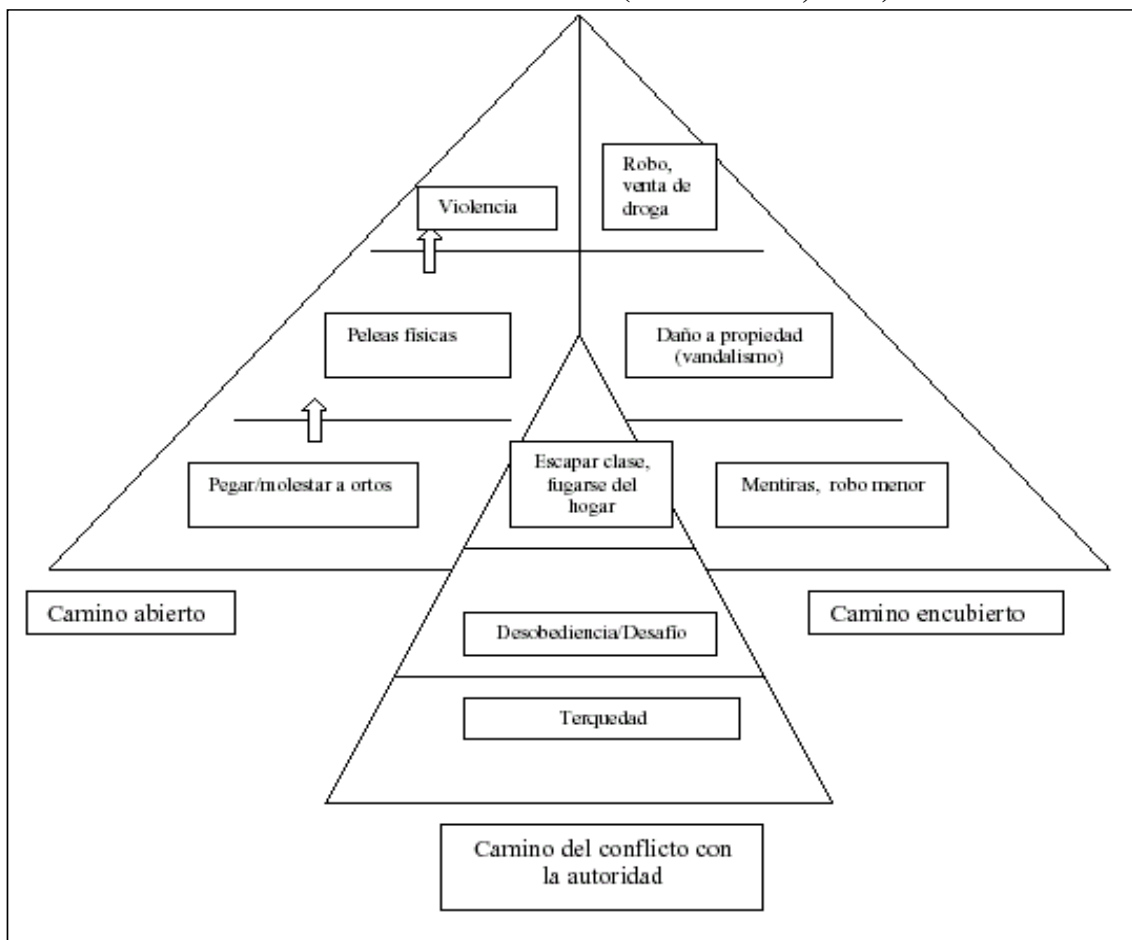 Robo,
venta de
droga
Violencia
Peleas físicas
Daño a propiedad
(vandalismo)
Pegar/molestar a ortos
Escapar clase,
fugarse del
hogar
Mentiras, robo menor
Camino abierto
Camino encubierto
Desobediencia/Desafío
Terquedad
Camino del conflicto con
la autoridad